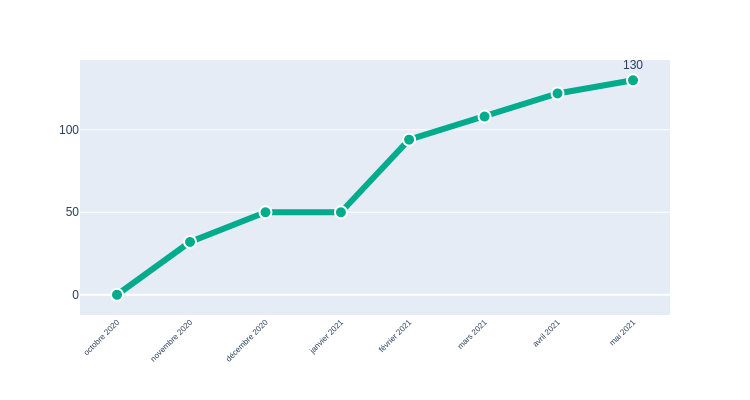 130
100
50
0
octobre 2020
novembre 2020
décembre 2020
janvier 2021
février 2021
mars 2021
avril 2021
mai 2021